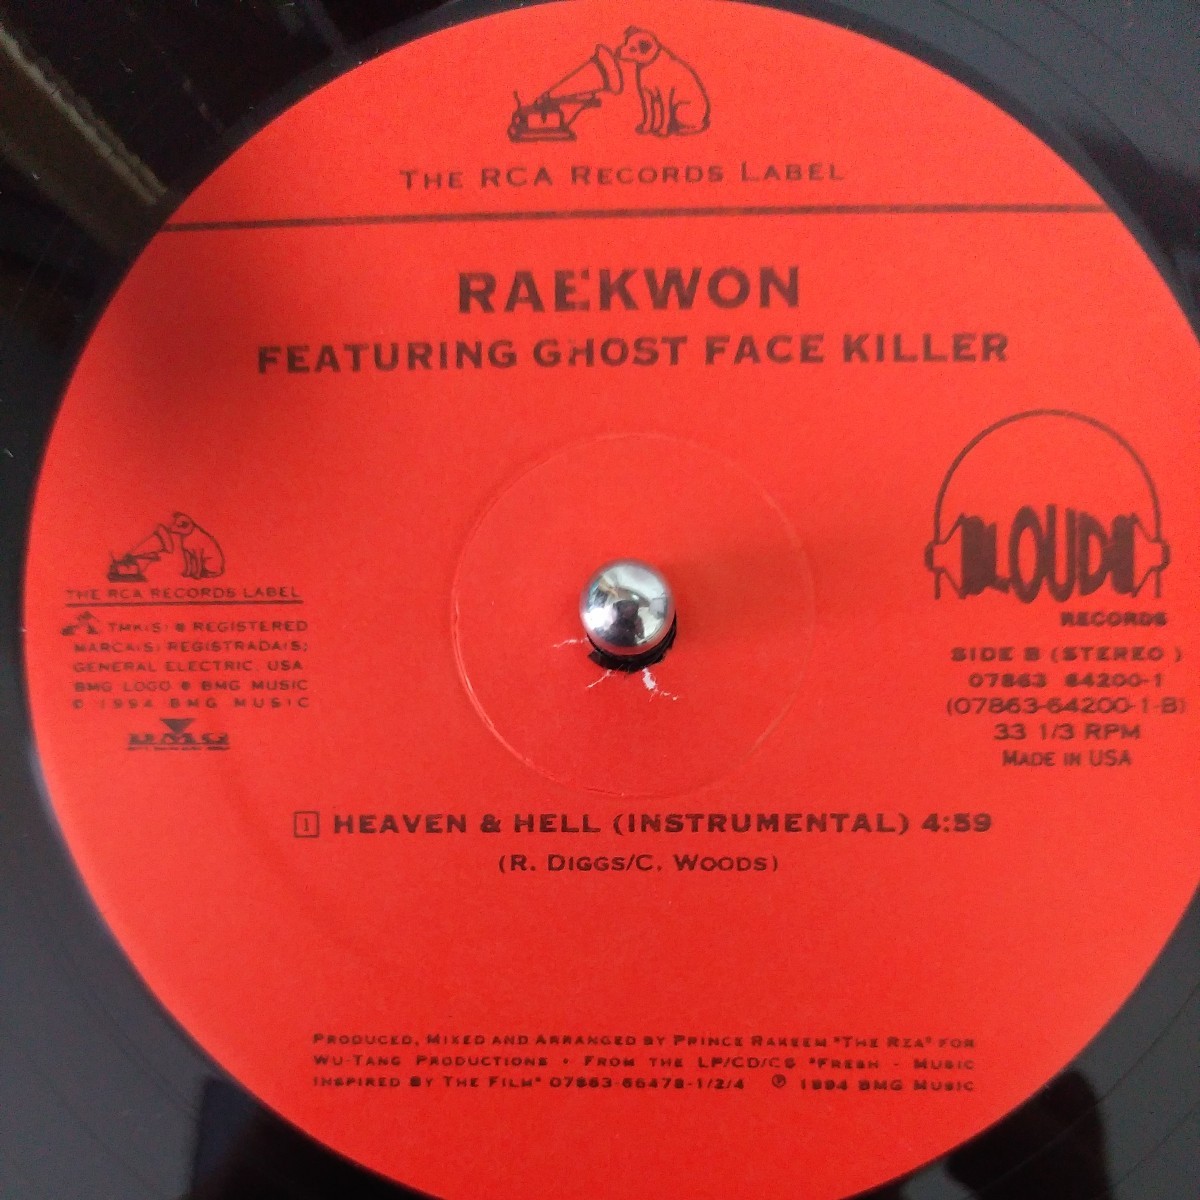 THE RCA RECORDS LABEL
RAEKWON
FEATURING GHOST FACE KILLER
LOUD
RECORDS
THE RCA RECORDS LABEL
TMK(S) ® REGISTERED
MARCA(S) REGISTRADA(S)
GENERAL ELECTRIC, USA
BMG LOGO ® BMG MUSIC
© 1994 BMG MUSIC
BMG
SIDE B (STEREO)
07863 64200-1
(07863-64200-1-B)
33 1/3 RPM
MADE IN USA
1 HEAVEN & HELL (INSTRUMENTAL) 4:59
(R. DIGGS/C. WOODS)
PRODUCED, MIXED AND ARRANGED BY PRINCE RAKEEM "THE RZA" FOR
WU-TANG PRODUCTIONS • FROM THE LP/CD/CS "FRESH - MUSIC
INSPIRED BY THE FILM" 07863-66478-1/2/4 ℗ 1994 BMG MUSIC